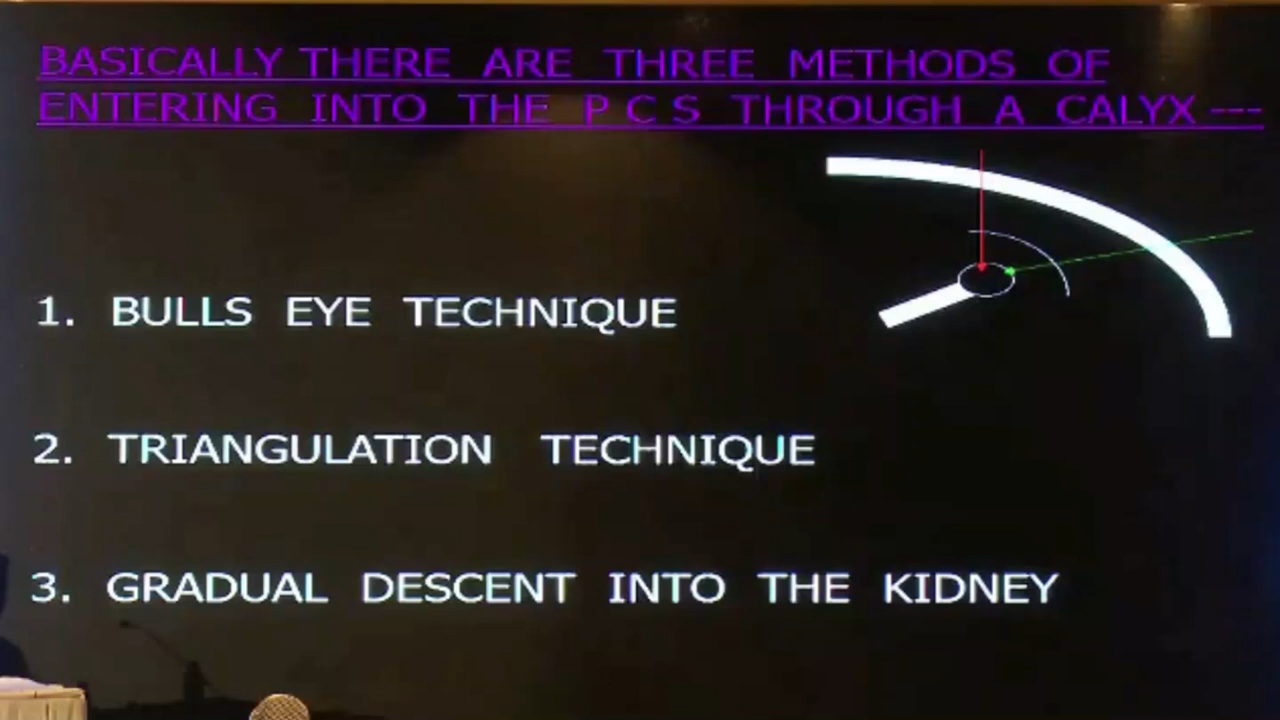 BASICALLY THERE ARE THREE METHODS OF
ENTERING INTO THE P C S THROUGH A CALYX ---
1. BULLS EYE TECHNIQUE
2. TRIANGULATION TECHNIQUE
3. GRADUAL DESCENT INTO THE KIDNEY